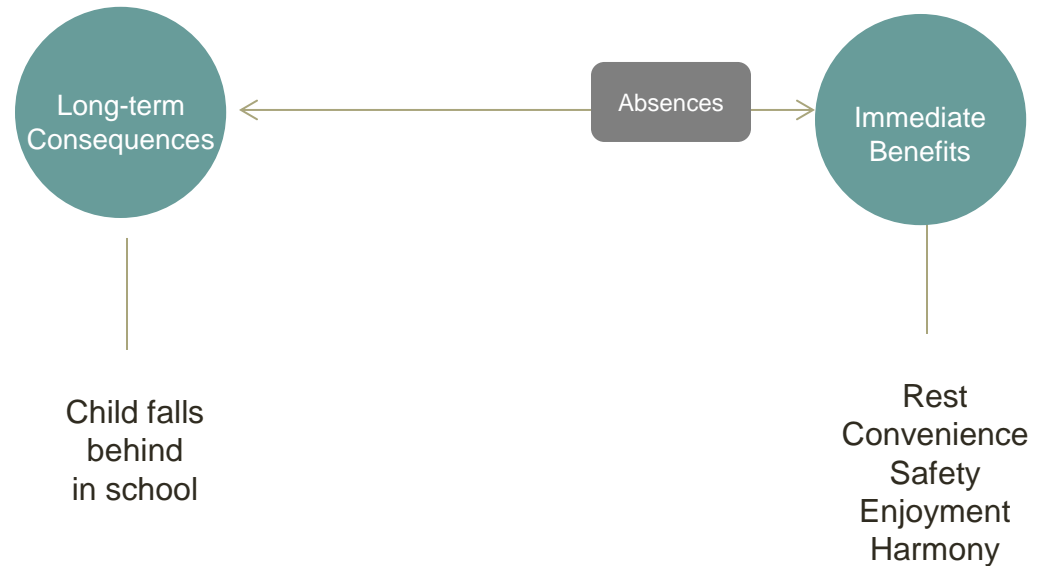 Long-term
Consequences
Absences
Immediate
Benefits
Child falls
behind
in school
Rest
Convenience
Safety
Enjoyment
Harmony